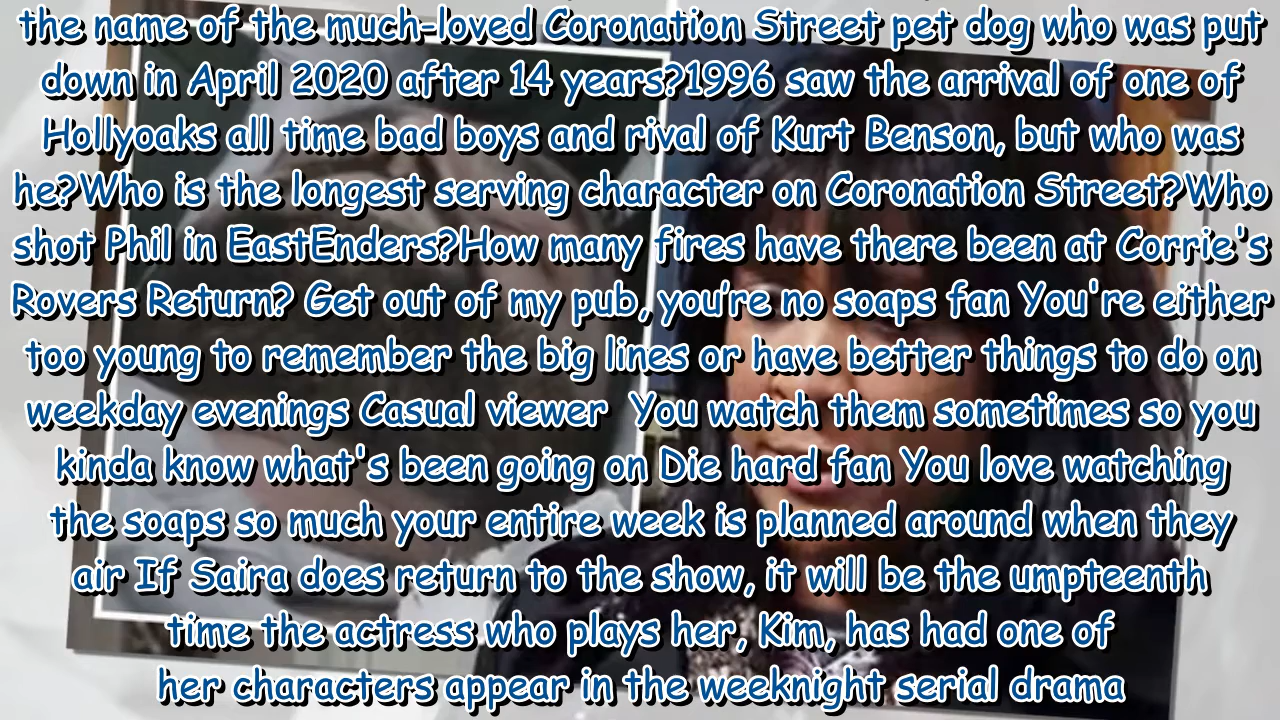 the name of the much-loved Coronation Street pet dog who was put
down in April 2020 after 14 years?1996 saw the arrival of one of
Hollyoaks all time bad boys and rival of Kurt Benson, but who was
he?Who is the longest serving character on Coronation Street?Who
shot Phil in EastEnders?How many fires have there been at Corrie's
Rovers Return? Get out of my pub, you’re no soaps fan You're either
too young to remember the big lines or have better things to do on
weekday evenings Casual viewer  You watch them sometimes so you
kinda know what's been going on Die hard fan You love watching
the soaps so much your entire week is planned around when they
air If Saira does return to the show, it will be the umpteenth
time the actress who plays her, Kim, has had one of
her characters appear in the weeknight serial drama